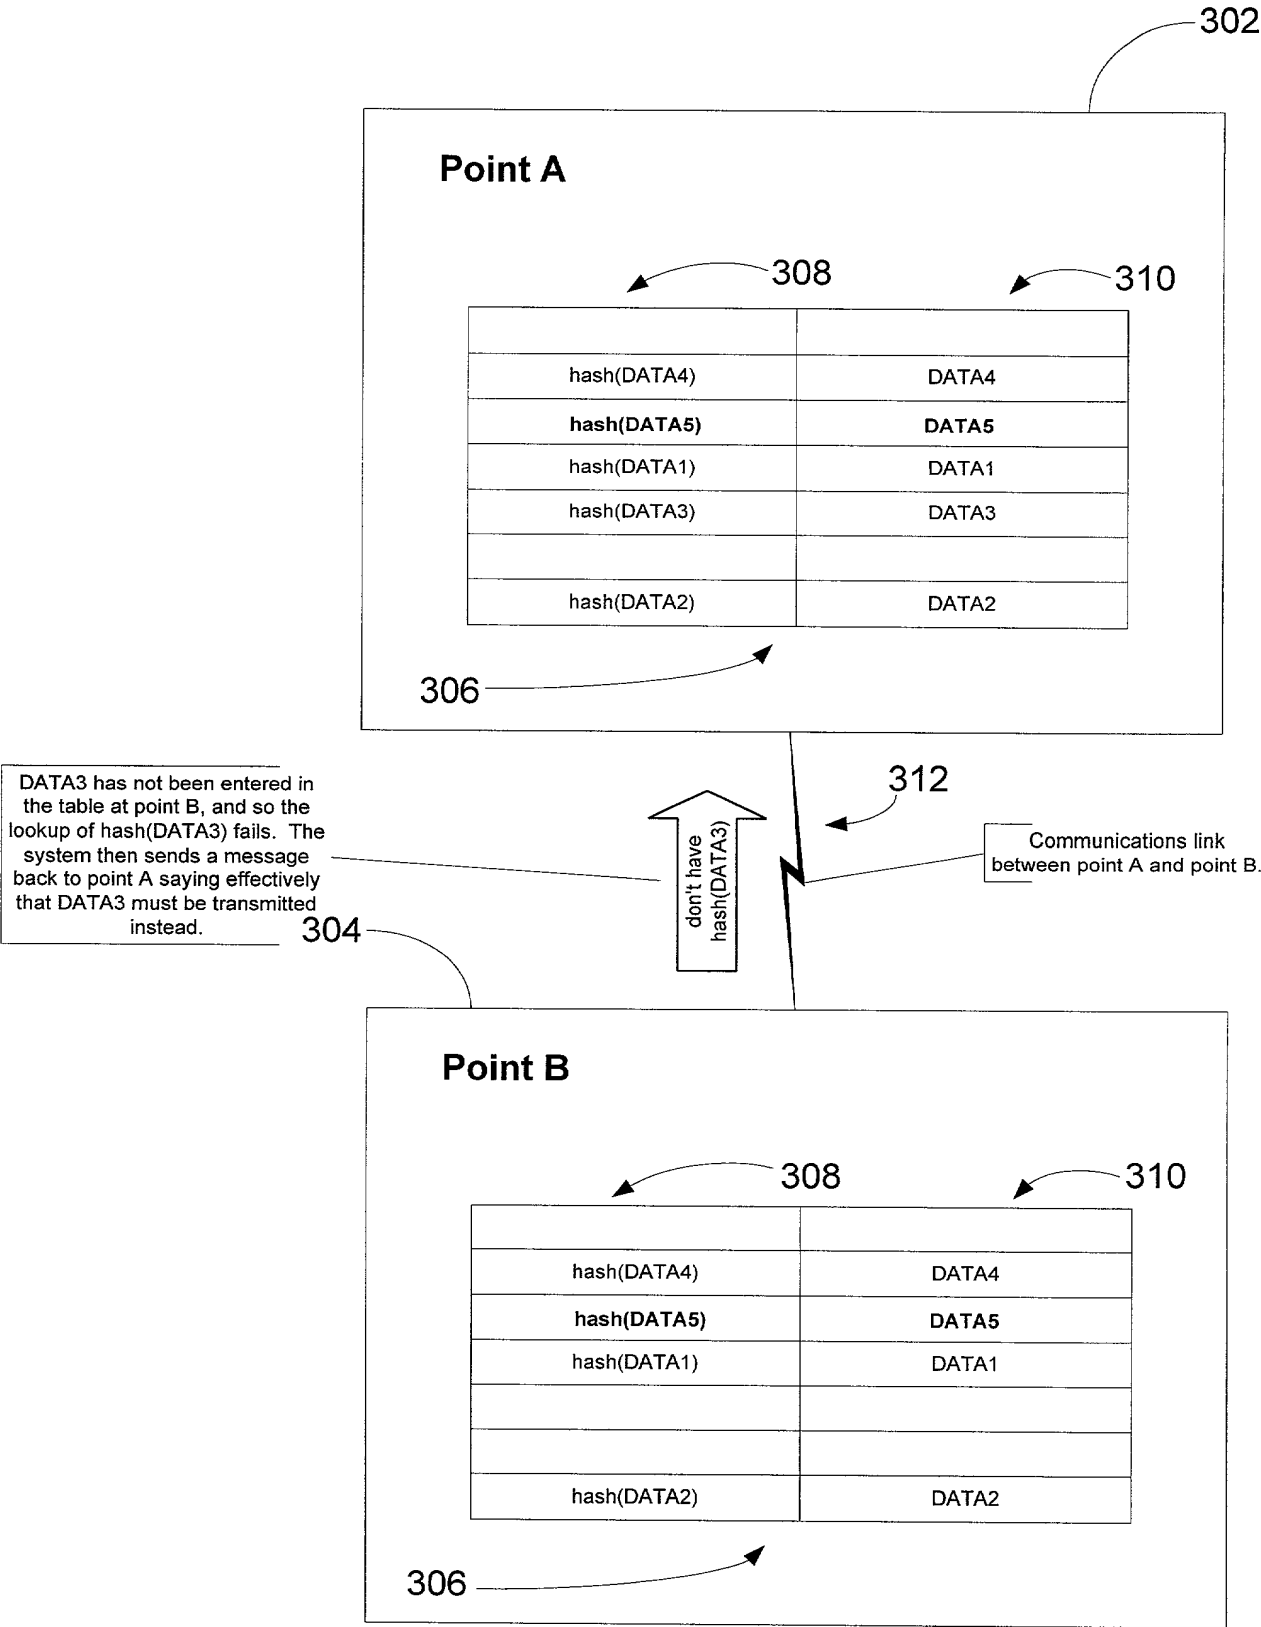 302
Point A
308
310
hash(DATA4) DATA4
hash(DATA5) DATA5
hash(DATA1) DATA1
hash(DATA3) DATA3
hash(DATA2) DATA2
306
DATA3 has not been entered in
the table at point B, and so the
lookup of hash(DATA3) fails. The
system then sends a message
back to point A saying effectively
that DATA3 must be transmitted
instead.
don't have
hash(DATA3)
312
Communications link
between point A and point B.
304
Point B
308
310
hash(DATA4) DATA4
hash(DATA5) DATA5
hash(DATA1) DATA1
hash(DATA2) DATA2
306